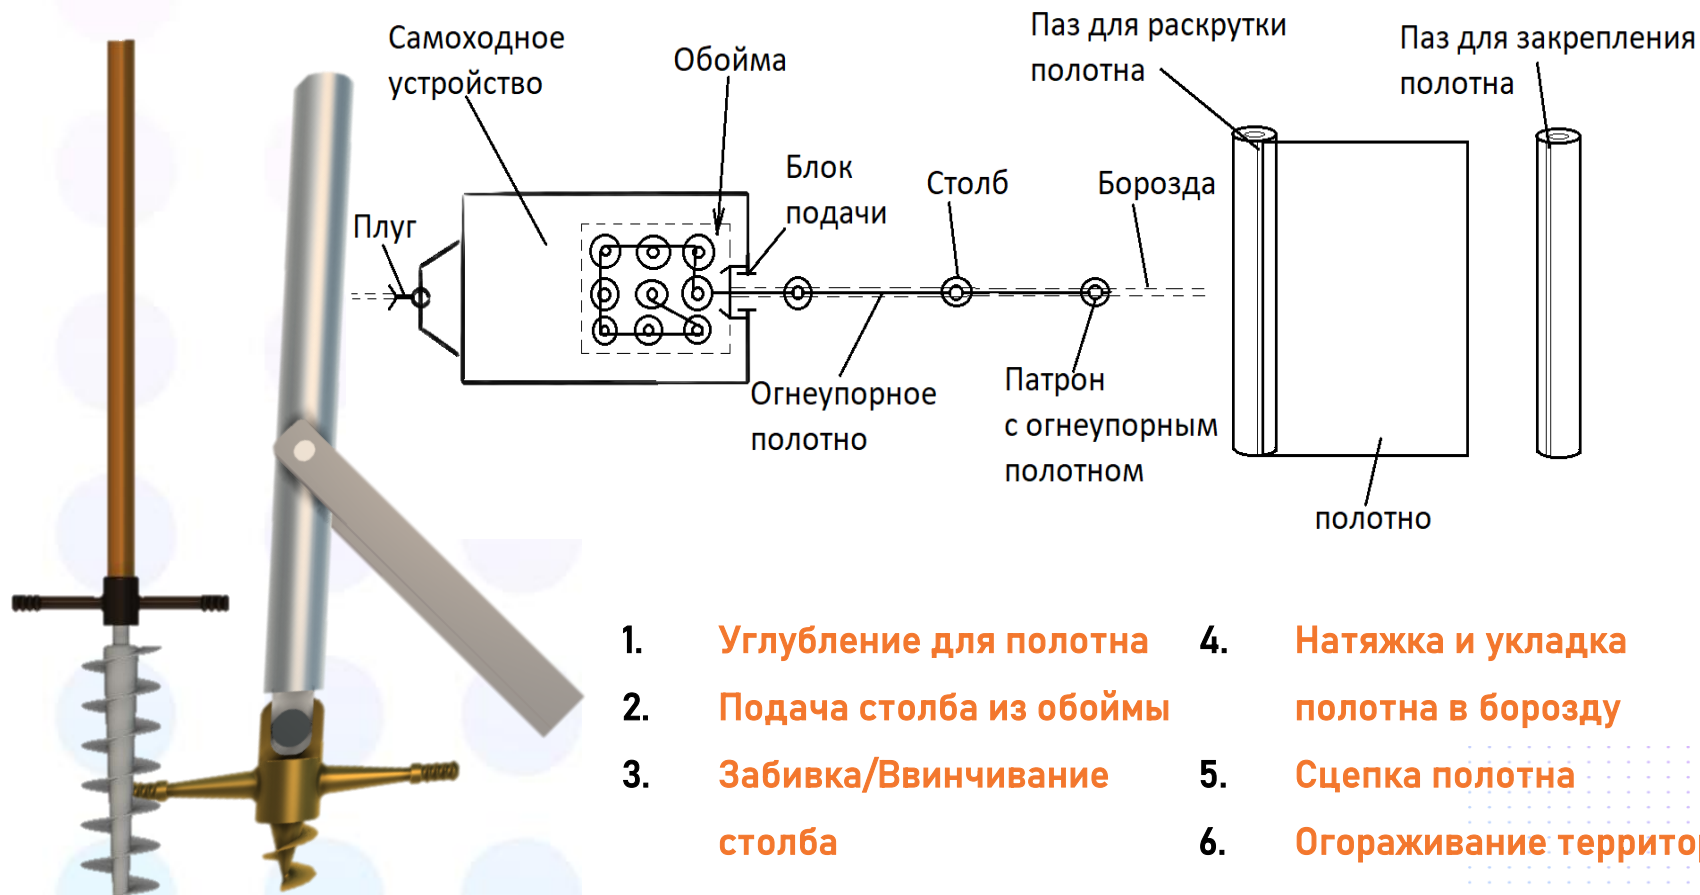 Самоходное
устройство
Обойма
Паз для раскрутки
полотна
Паз для закрепления
полотна
Блок
подачи
Столб
Борозда
Плуг
Огнеупорное
полотно
Патрон
с огнеупорным
полотном
полотно
1. Углубление для полотна
2. Подача столба из обоймы
3. Забивка/Ввинчивание
столба
4. Натяжка и укладка
полотна в борозду
5. Сцепка полотна
6. Огораживание